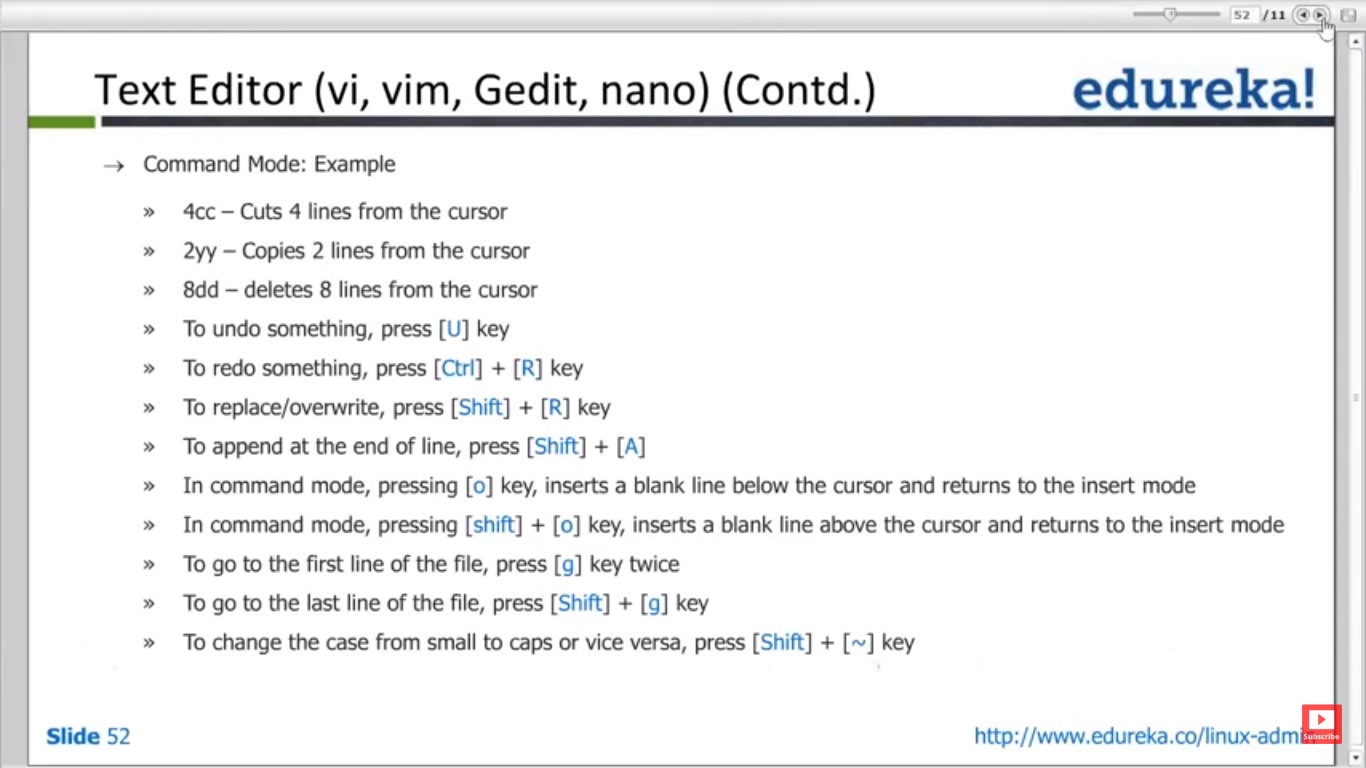 52 /11
Text Editor (vi, vim, Gedit, nano) (Contd.)
edureka!
→ Command Mode: Example
» 4cc – Cuts 4 lines from the cursor
» 2yy – Copies 2 lines from the cursor
» 8dd – deletes 8 lines from the cursor
» To undo something, press [U] key
» To redo something, press [Ctrl] + [R] key
» To replace/overwrite, press [Shift] + [R] key
» To append at the end of line, press [Shift] + [A]
» In command mode, pressing [o] key, inserts a blank line below the cursor and returns to the insert mode
» In command mode, pressing [shift] + [o] key, inserts a blank line above the cursor and returns to the insert mode
» To go to the first line of the file, press [g] key twice
» To go to the last line of the file, press [Shift] + [g] key
» To change the case from small to caps or vice versa, press [Shift] + [~] key
Slide 52
http://www.edureka.co/linux-admi
Subscribe